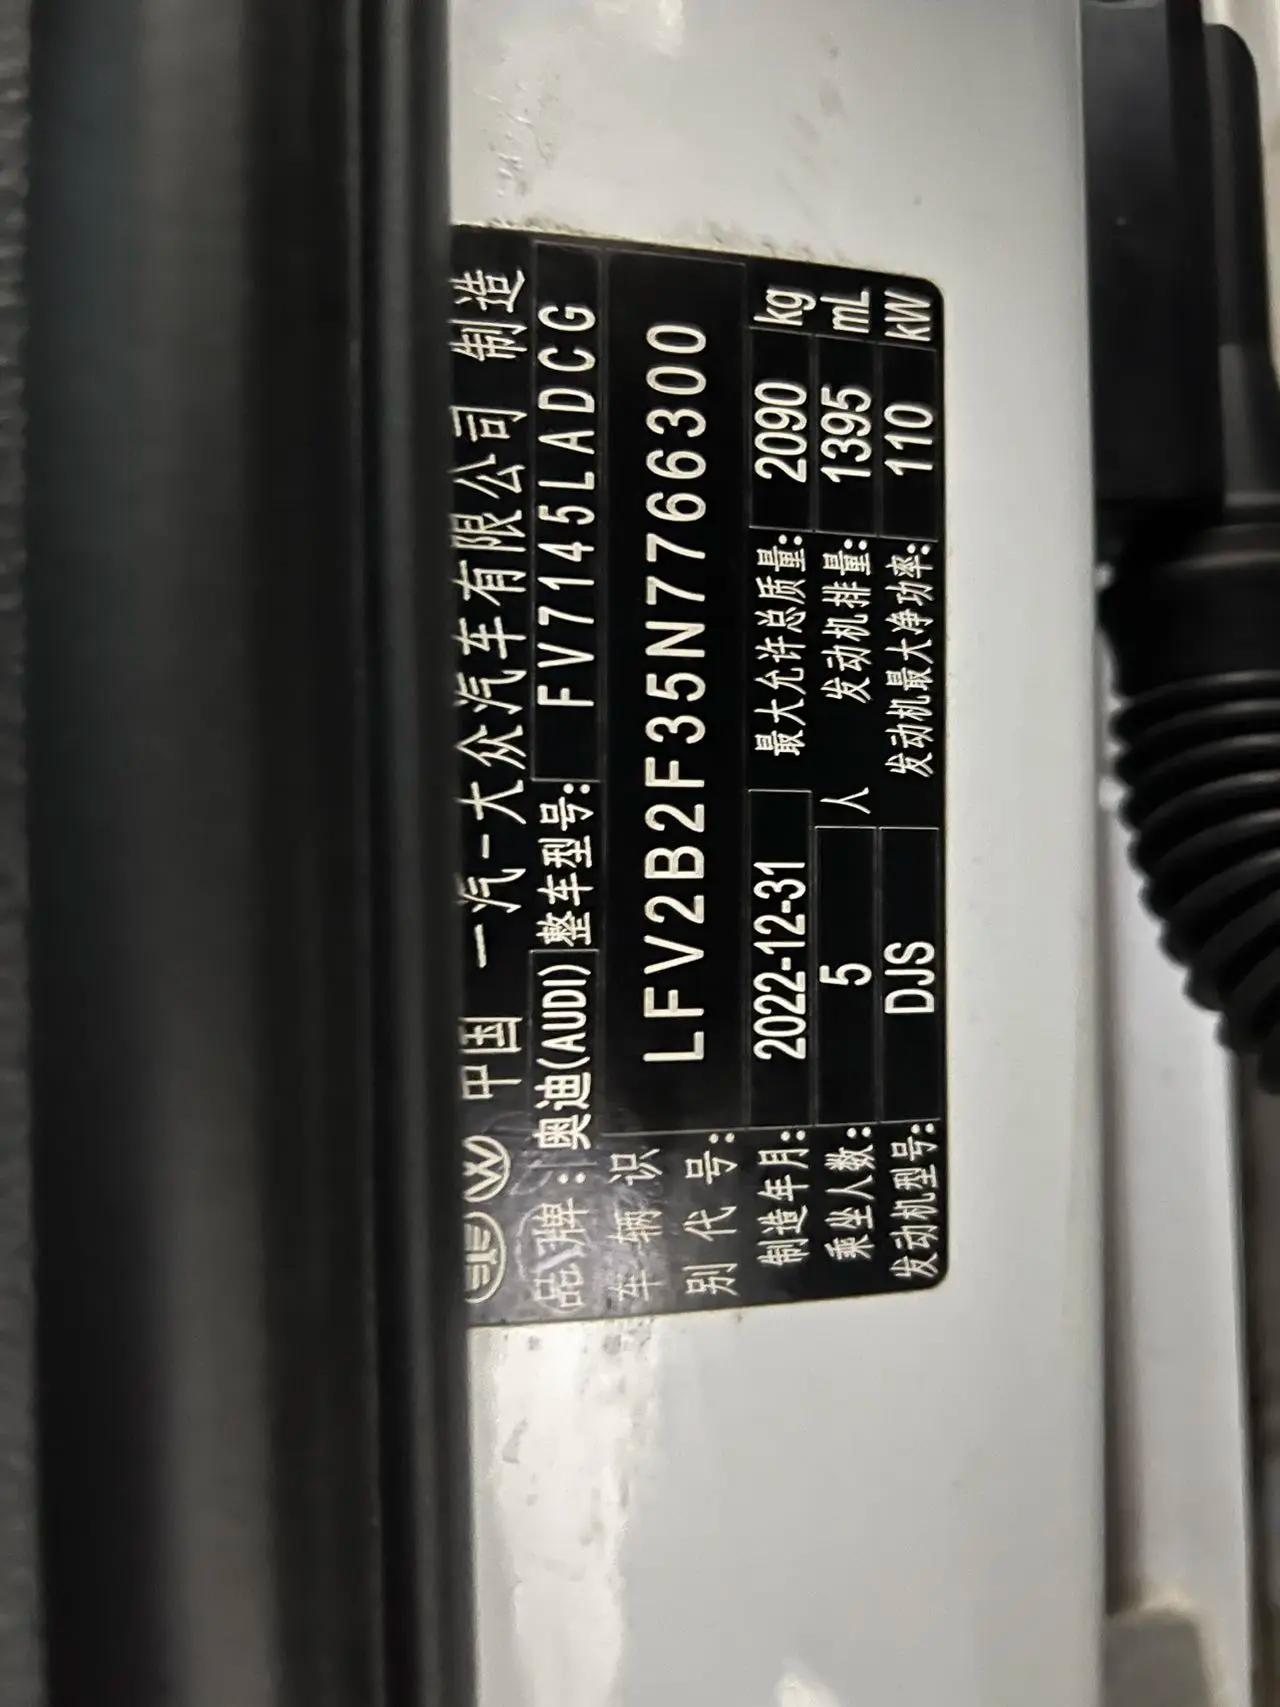 中国 一汽-大众汽车有限公司 制造
品牌: 奥迪(AUDI) 整车型号: FV7145LADCG
车辆识别代号: LFV2B2F35N7766300
制造年月: 2022-12-31 最大允许总质量: 2090 kg
乘坐人数: 5 人 发动机排量: 1395 mL
发动机型号: DJS 发动机最大净功率: 110 kW